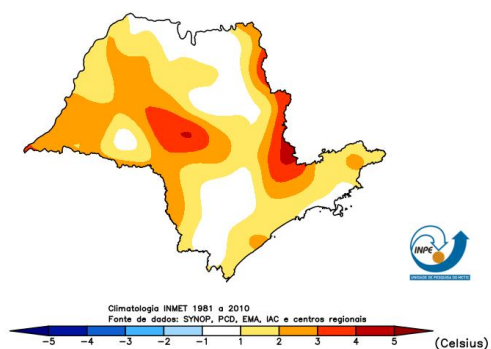 INPE
Climatologia INMET 1981 a 2010
Fonte de dados: SYNOP, PCD, EMA, IAC e centros regionais
-5 -4 -3 -2 -1 1 2 3 4 5 (Celsius)